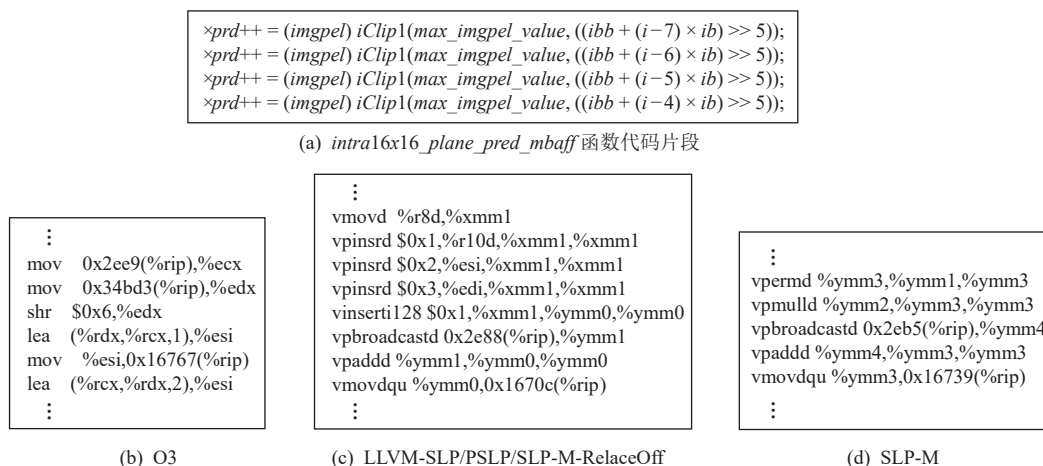 ×prd++ = (imgpel) iClip1(max_imgpel_value, ((ibb + (i−7) × ib) >> 5));
×prd++ = (imgpel) iClip1(max_imgpel_value, ((ibb + (i−6) × ib) >> 5));
×prd++ = (imgpel) iClip1(max_imgpel_value, ((ibb + (i−5) × ib) >> 5));
×prd++ = (imgpel) iClip1(max_imgpel_value, ((ibb + (i−4) × ib) >> 5));
(a) intra16x16_plane_pred_mbaff 函数代码片段
⋮
mov 0x2ee9(%rip),%ecx
mov 0x34bd3(%rip),%edx
shr $0x6,%edx
lea (%rdx,%rcx,1),%esi
mov %esi,0x16767(%rip)
lea (%rcx,%rdx,2),%esi
⋮
(b) O3
⋮
vmovd %r8d,%xmm1
vpinsrd $0x1,%r10d,%xmm1,%xmm1
vpinsrd $0x2,%esi,%xmm1,%xmm1
vpinsrd $0x3,%edi,%xmm1,%xmm1
vinserti128 $0x1,%xmm1,%ymm0,%ymm0
vpbroadcastd 0x2e88(%rip),%ymm1
vpaddd %ymm1,%ymm0,%ymm0
vmovdqu %ymm0,0x1670c(%rip)
⋮
(c) LLVM-SLP/PSLP/SLP-M-RelaceOff
⋮
vpermd %ymm3,%ymm1,%ymm3
vpmulld %ymm2,%ymm3,%ymm3
vpbroadcastd 0x2eb5(%rip),%ymm4
vpaddd %ymm4,%ymm3,%ymm3
vmovdqu %ymm3,0x16739(%rip)
⋮
(d) SLP-M